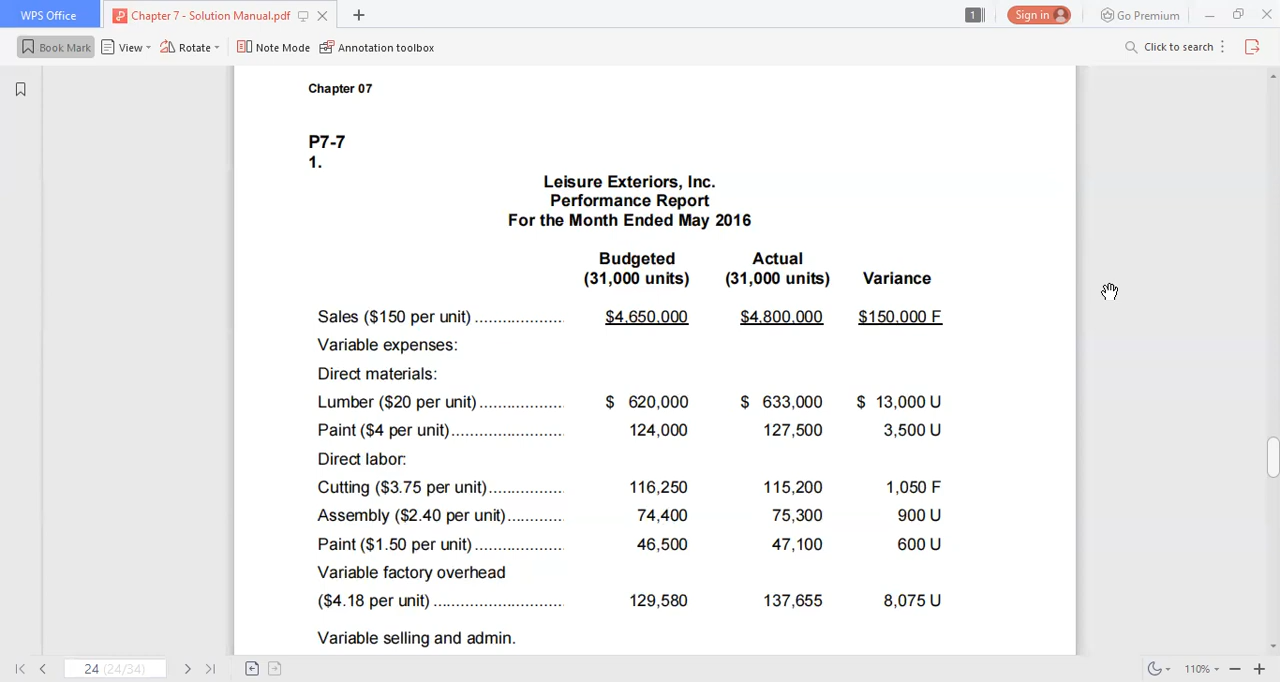 WPS Office Chapter 7 - Solution Manual.pdf 1 Sign in Go Premium
Book Mark View Rotate Note Mode Annotation toolbox Click to search
Chapter 07
P7-7
1.
Leisure Exteriors, Inc.
Performance Report
For the Month Ended May 2016
Budgeted Actual
(31,000 units) (31,000 units) Variance
Sales ($150 per unit) .................... $4,650,000 $4,800,000 $150,000 F
Variable expenses:
Direct materials:
Lumber ($20 per unit)................... $ 620,000 $ 633,000 $ 13,000 U
Paint ($4 per unit)......................... 124,000 127,500 3,500 U
Direct labor:
Cutting ($3.75 per unit)................. 116,250 115,200 1,050 F
Assembly ($2.40 per unit)............. 74,400 75,300 900 U
Paint ($1.50 per unit) .................... 46,500 47,100 600 U
Variable factory overhead
($4.18 per unit) ............................. 129,580 137,655 8,075 U
Variable selling and admin.
24 (24/34) 110%